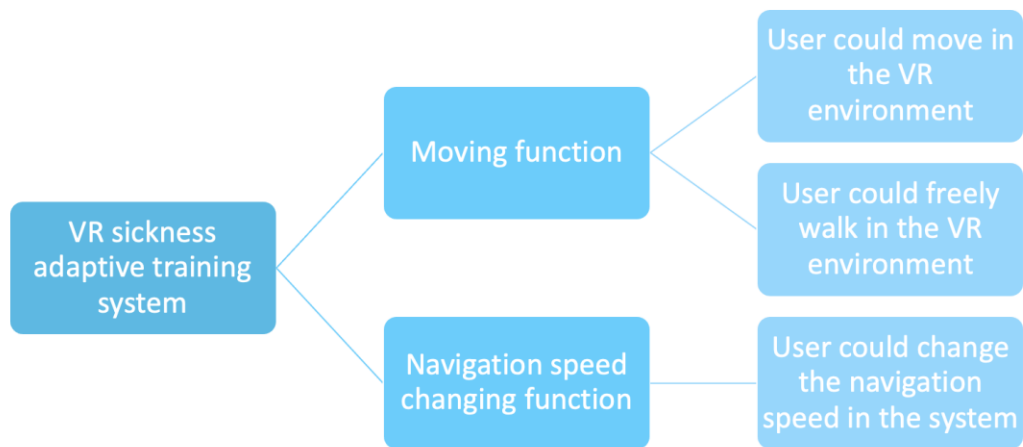 VR sickness
adaptive training
system
Moving function
Navigation speed
changing function
User could move in
the VR
environment
User could freely
walk in the VR
environment
User could change
the navigation
speed in the system